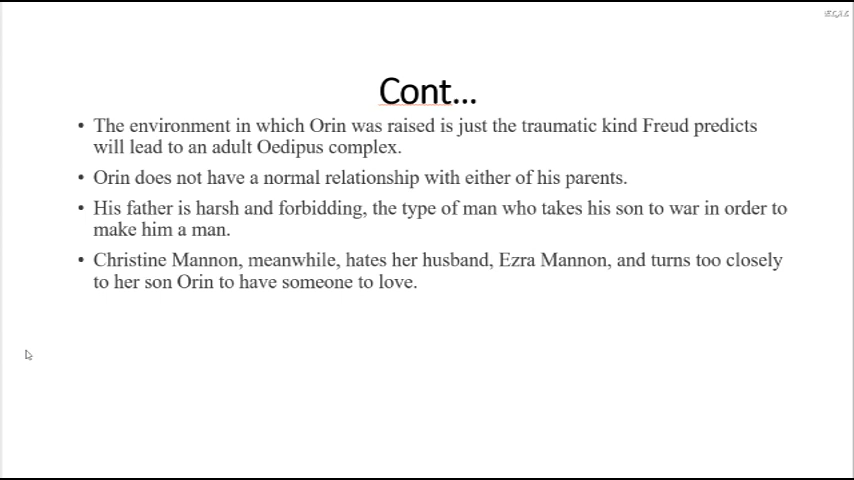 Cont...
• The environment in which Orin was raised is just the traumatic kind Freud predicts
will lead to an adult Oedipus complex.
• Orin does not have a normal relationship with either of his parents.
• His father is harsh and forbidding, the type of man who takes his son to war in order to
make him a man.
• Christine Mannon, meanwhile, hates her husband, Ezra Mannon, and turns too closely
to her son Orin to have someone to love.